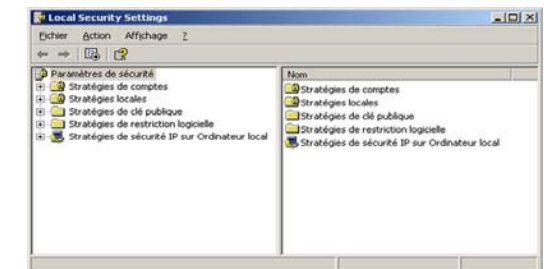 Local Security Settings
Fichier Action Affichage ?
Paramètres de sécurité
Stratégies de comptes
Stratégies locales
Stratégies de clé publique
Stratégies de restriction logicielle
Stratégies de sécurité IP sur Ordinateur local
Nom
Stratégies de comptes
Stratégies locales
Stratégies de clé publique
Stratégies de restriction logicielle
Stratégies de sécurité IP sur Ordinateur local